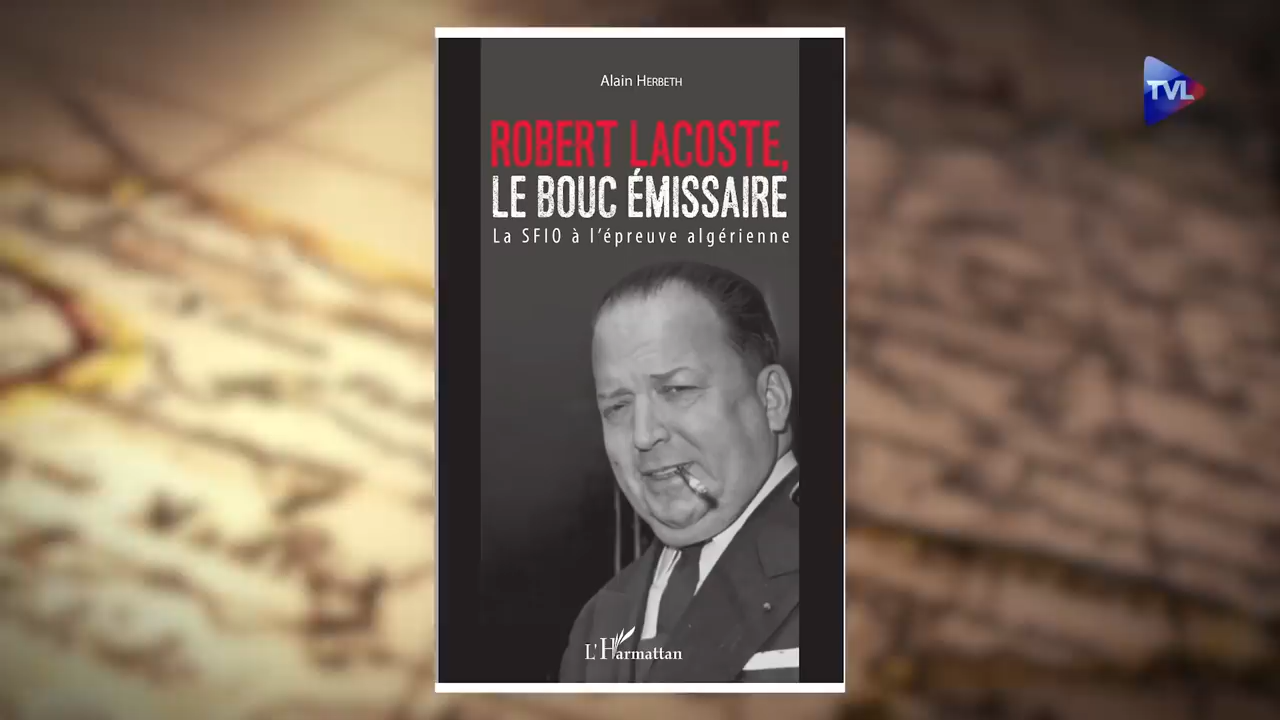 Alain HERBETH
TVL
ROBERT LACOSTE,
LE BOUC ÉMISSAIRE
La SFIO à l'épreuve algérienne
L'Harmattan